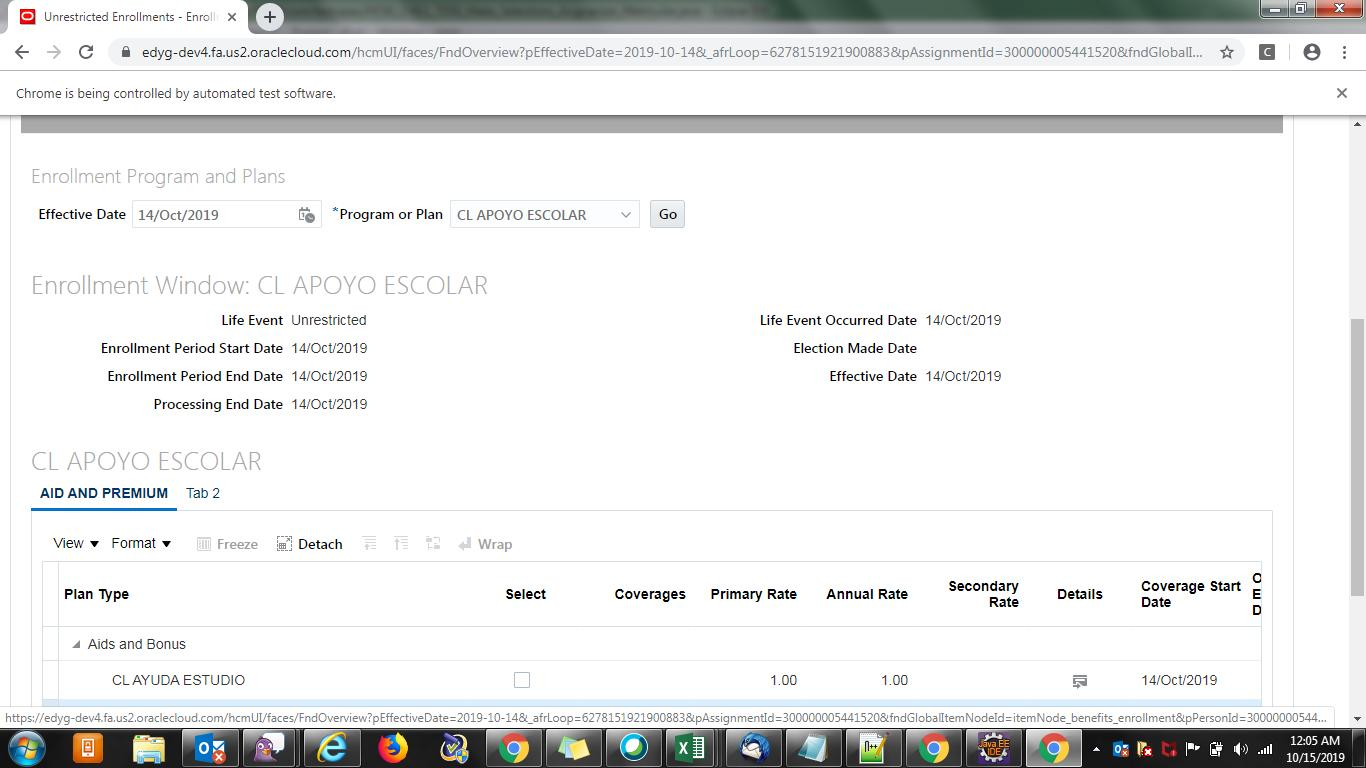 Unrestricted Enrollments - Enroll
edyg-dev4.fa.us2.oraclecloud.com/hcmUI/faces/FndOverview?pEffectiveDate=2019-10-14&_afrLoop=6278151921900883&pAssignmentId=300000005441520&fndGlobalI...
C
Chrome is being controlled by automated test software.
Enrollment Program and Plans
Effective Date 14/Oct/2019 *Program or Plan CL APOYO ESCOLAR Go
Enrollment Window: CL APOYO ESCOLAR
Life Event Unrestricted Life Event Occurred Date 14/Oct/2019
Enrollment Period Start Date 14/Oct/2019 Election Made Date
Enrollment Period End Date 14/Oct/2019 Effective Date 14/Oct/2019
Processing End Date 14/Oct/2019
CL APOYO ESCOLAR
AID AND PREMIUM Tab 2
View Format Freeze Detach Wrap
Plan Type Select Coverages Primary Rate Annual Rate Secondary Rate Details Coverage Start Date
Aids and Bonus
CL AYUDA ESTUDIO 1.00 1.00 14/Oct/2019
https://edyg-dev4.fa.us2.oraclecloud.com/hcmUI/faces/FndOverview?pEffectiveDate=2019-10-14&_afrLoop=6278151921900883&pAssignmentId=300000005441520&fndGlobalItemNodeId=itemNode_benefits_enrollment&pPersonId=30000000544...
Java EE
IDE
12:05 AM
10/15/2019